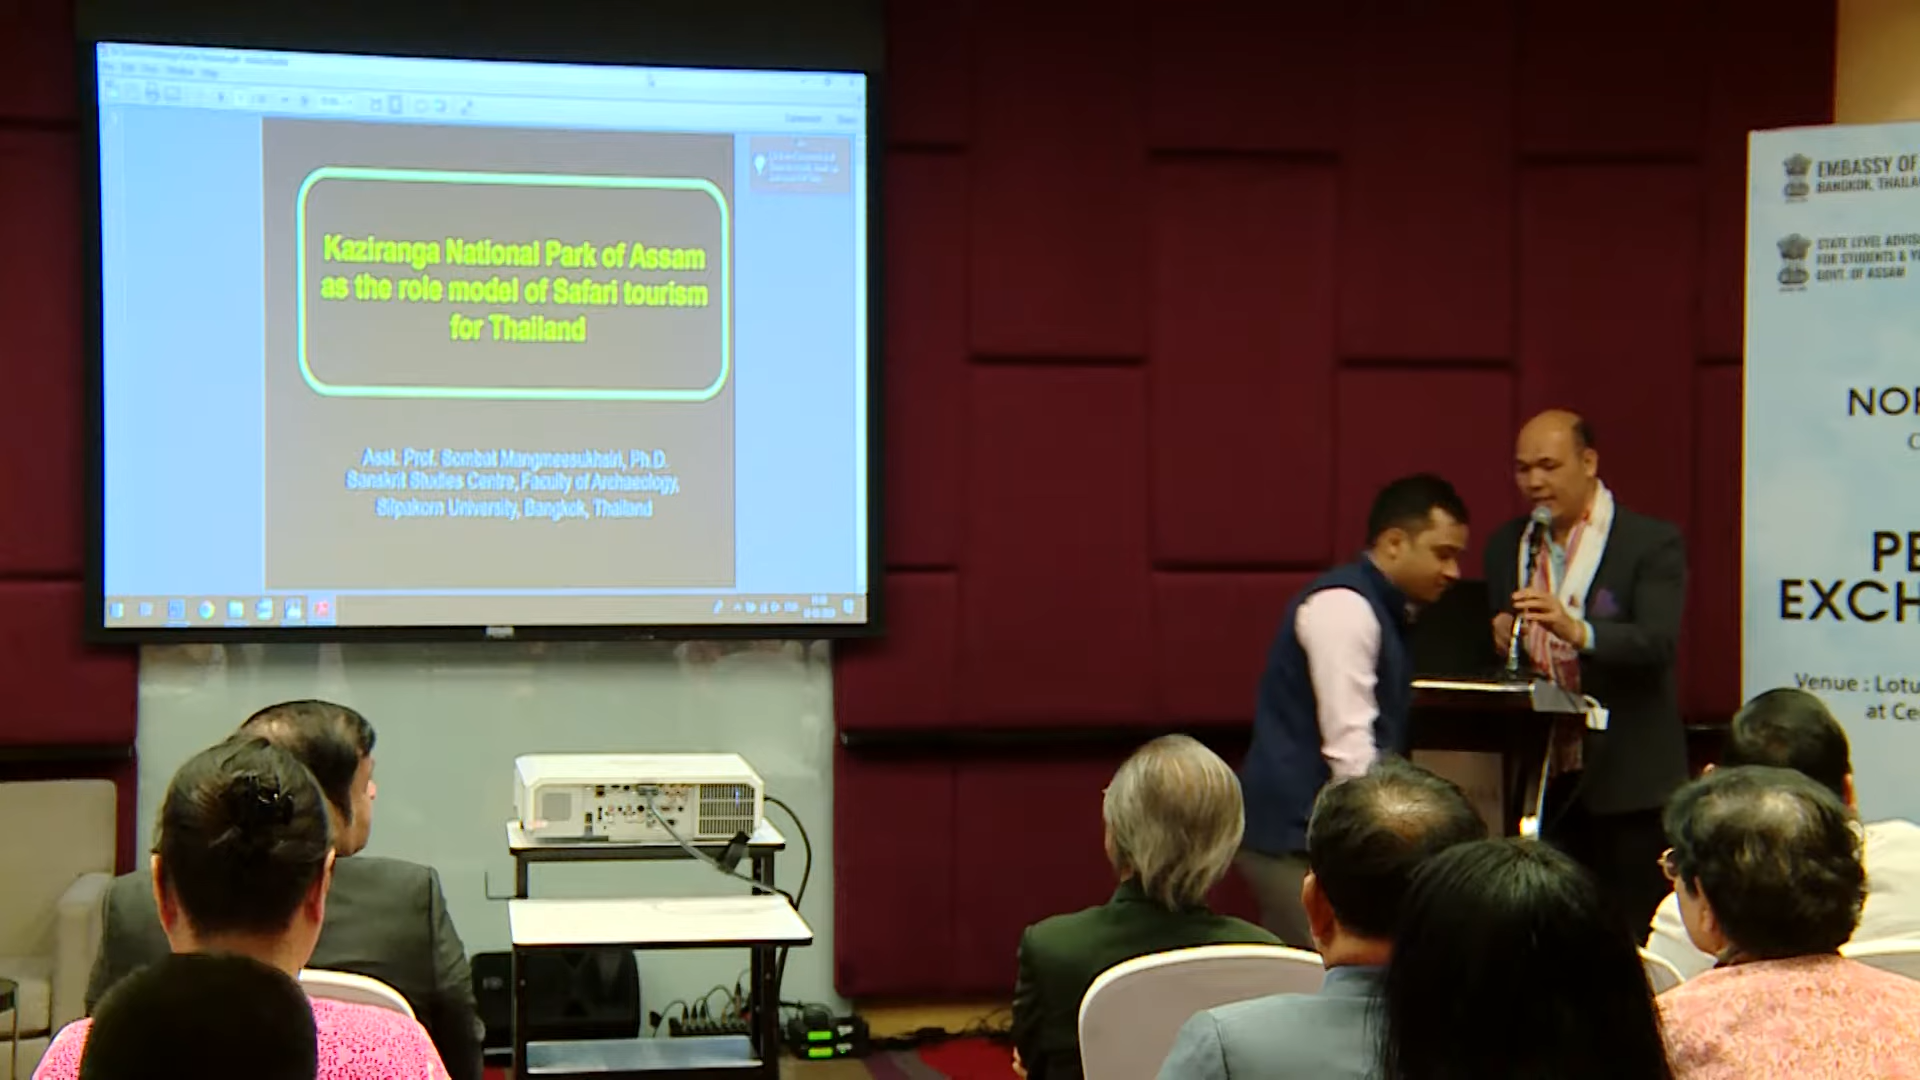 Kaziranga National Park of Assam
as the role model of Safari tourism
for Thailand
Asst. Prof. Sombat Mangmeesukhsiri, Ph.D.
Sanskrit Studies Centre, Faculty of Archaeology,
Silpakorn University, Bangkok, Thailand
EMBASSY OF
BANGKOK, THAILA
STATE LEVEL ADVIS
FOR STUDENTS & Y
GOVT. OF ASSAM
NOR
PE
EXCH
Venue : Lotu
at Ce